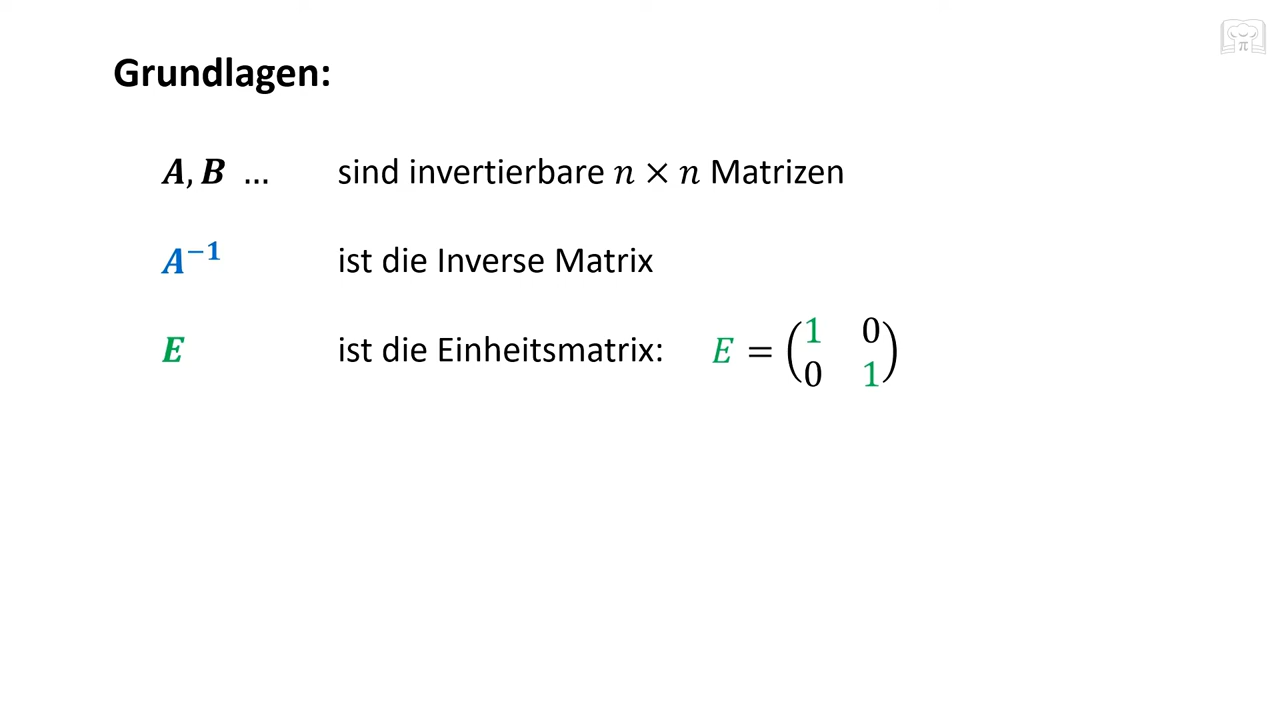 Grundlagen:
A, B ... sind invertierbare n × n Matrizen
A⁻¹ ist die Inverse Matrix
E ist die Einheitsmatrix: E = (1 0
0 1)
π